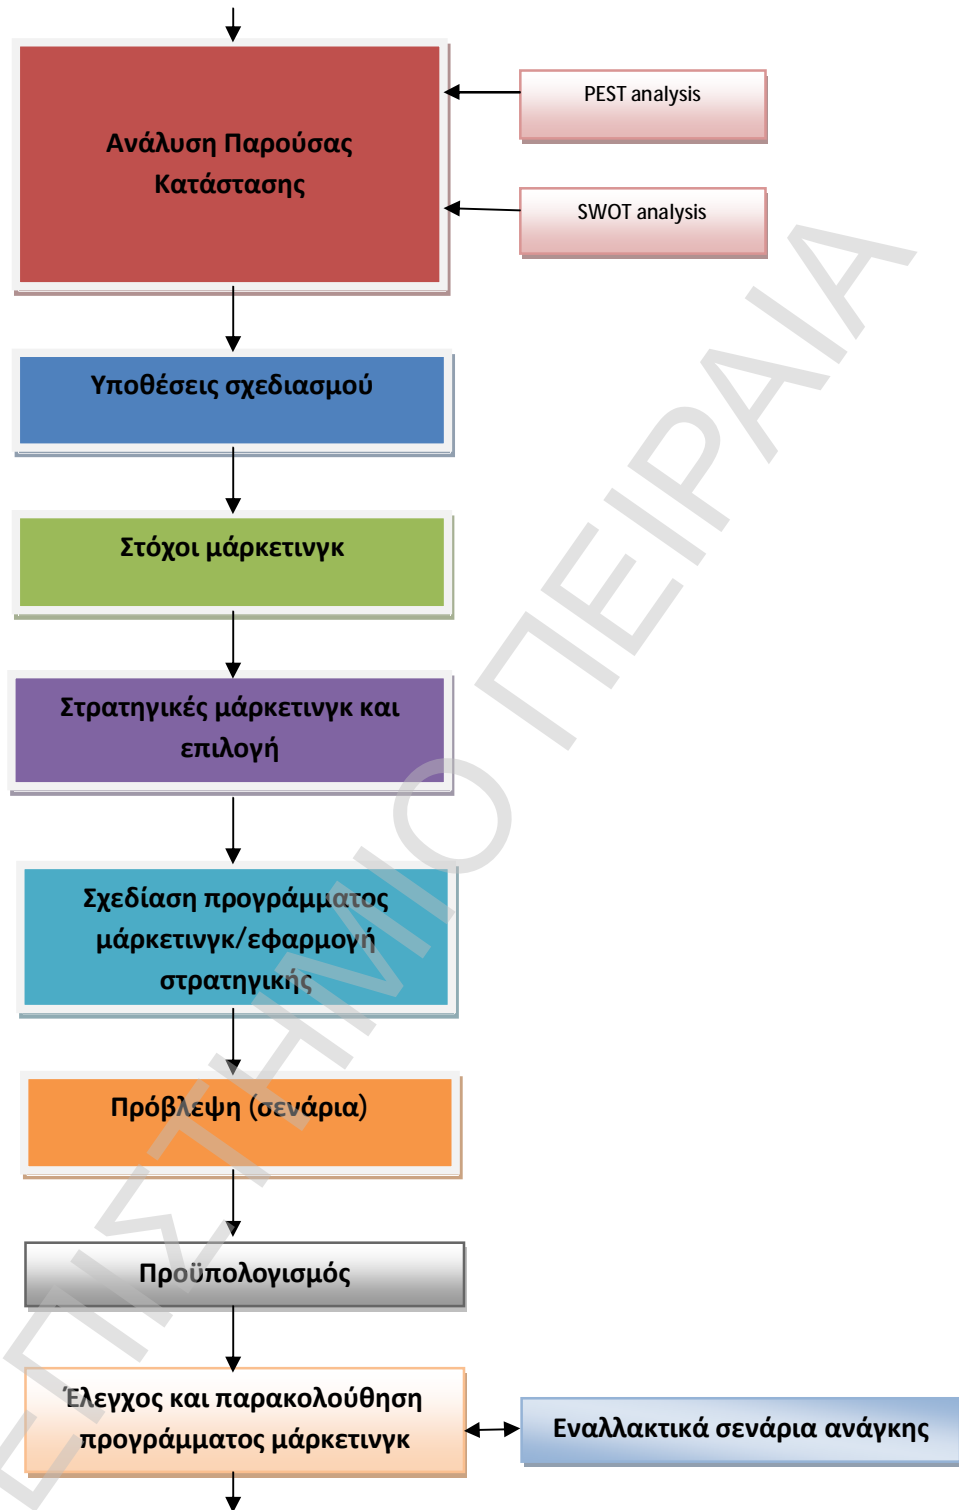 Ανάλυση Παρούσας
Κατάστασης
PEST analysis
SWOT analysis
Υποθέσεις σχεδιασμού
Στόχοι μάρκετινγκ
Στρατηγικές μάρκετινγκ και
επιλογή
Σχεδίαση προγράμματος
μάρκετινγκ/εφαρμογή
στρατηγικής
Πρόβλεψη (σενάρια)
Προϋπολογισμός
Έλεγχος και παρακολούθηση
προγράμματος μάρκετινγκ
Εναλλακτικά σενάρια ανάγκης
ΕΠΙΣΤΗΜΙΟ ΠΕΙΡΑΙΑ